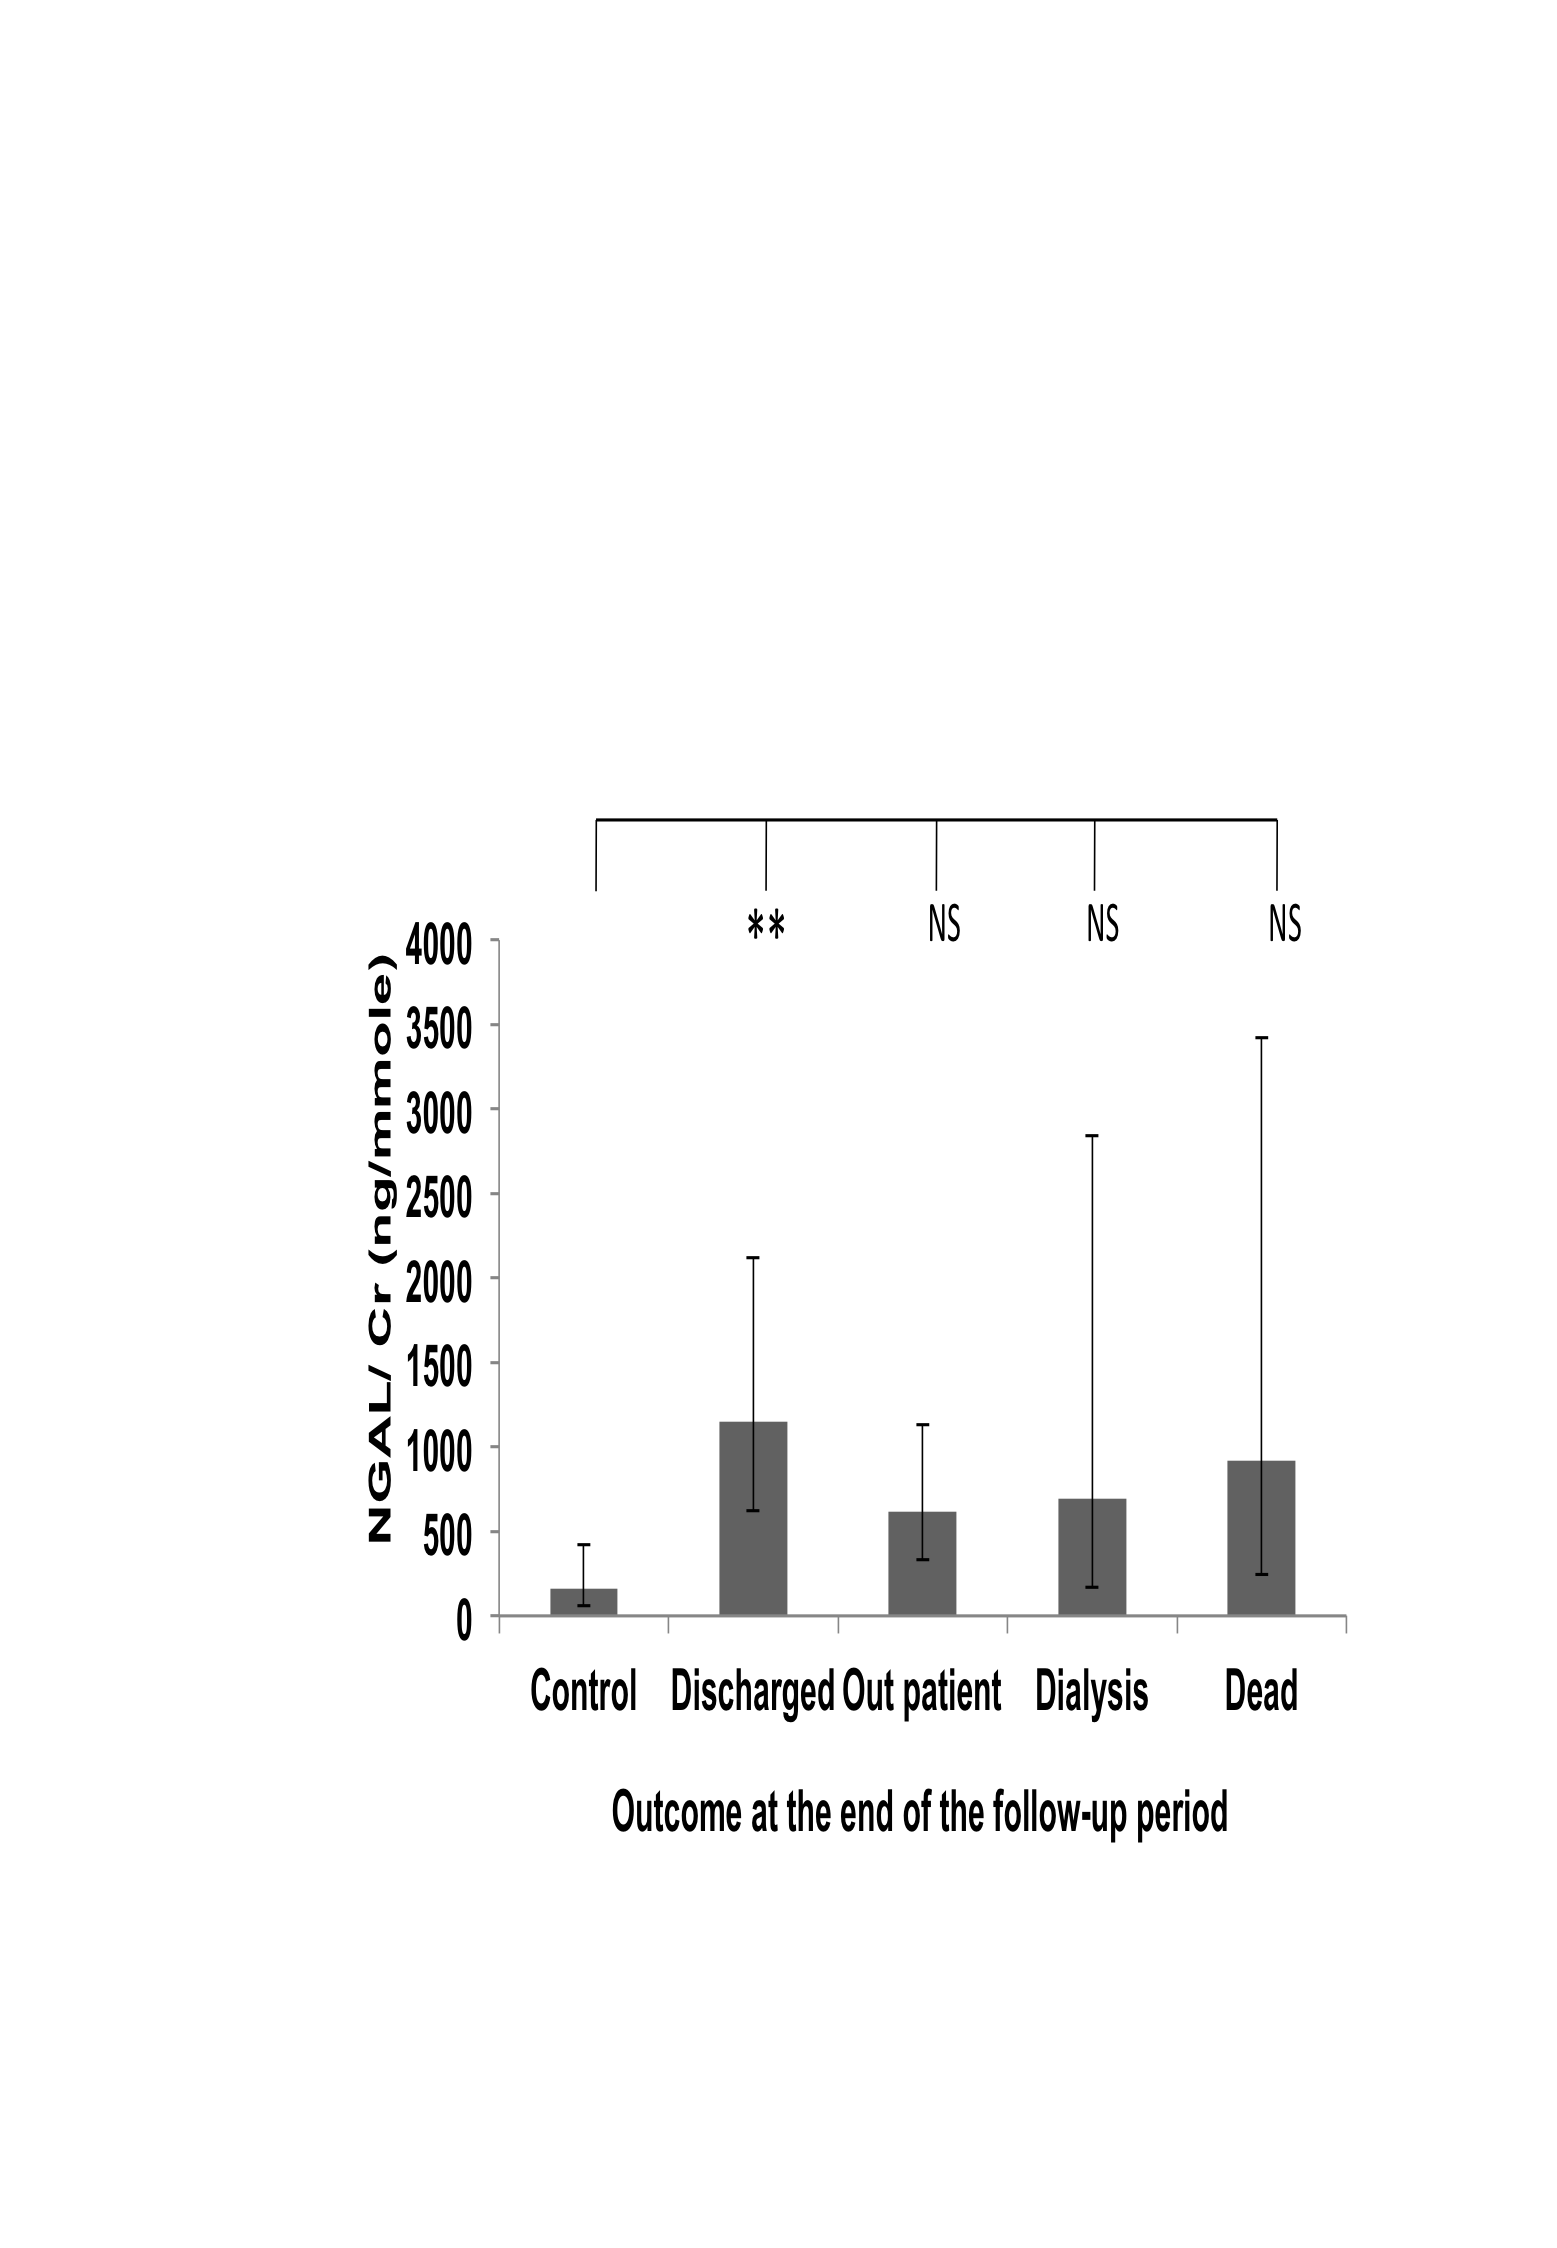 ** NS NS NS
NGAL/ Cr (ng/mmole)
4000
3500
3000
2500
2000
1500
1000
500
0
Control Discharged Out patient Dialysis Dead
Outcome at the end of the follow-up period